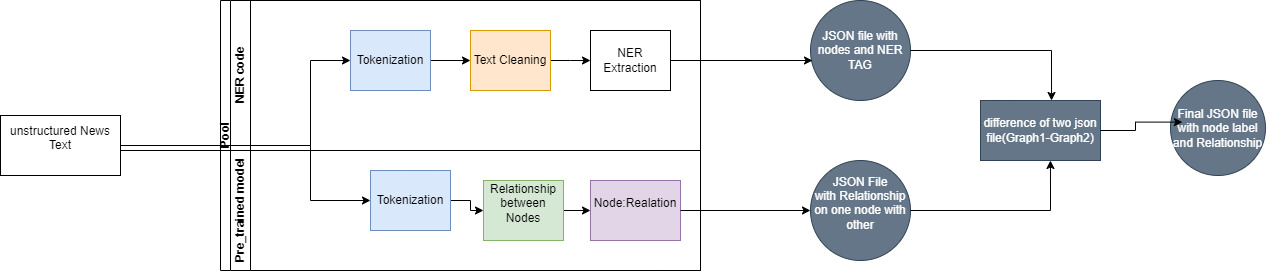 unstructured News
Text
Pool
NER code
Tokenization
Text Cleaning
NER
Extraction
JSON file with
nodes and NER
TAG
Pre_trained model
Tokenization
Relationship
between
Nodes
Node:Realation
JSON File
with Relationship
on one node with
other
difference of two json
file(Graph1-Graph2)
Final JSON file
with node label
and Relationship